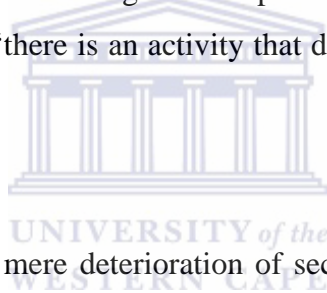 there is an activity that d
UNIVERSITY of the
mere deterioration of sec
WESTERN CAPE